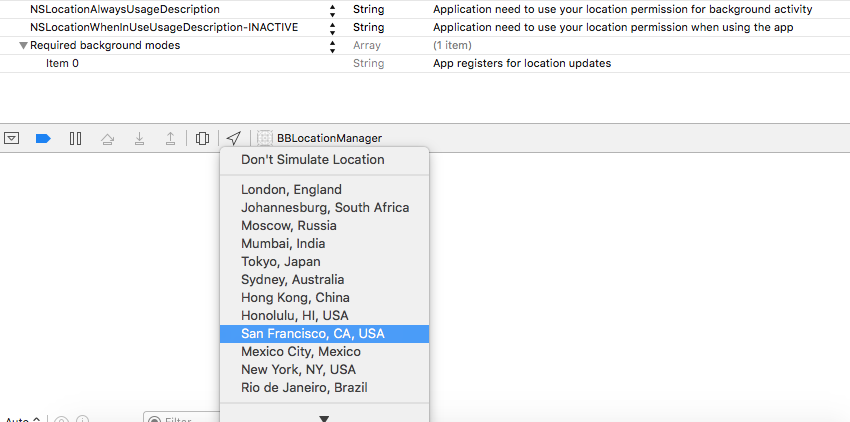 NSLocationAlwaysUsageDescription String Application need to use your location permission for background activity
NSLocationWhenInUseUsageDescription-INACTIVE String Application need to use your location permission when using the app
Required background modes Array (1 item)
Item 0 String App registers for location updates
BBLocationManager
Don't Simulate Location
London, England
Johannesburg, South Africa
Moscow, Russia
Mumbai, India
Tokyo, Japan
Sydney, Australia
Hong Kong, China
Honolulu, HI, USA
San Francisco, CA, USA
Mexico City, Mexico
New York, NY, USA
Rio de Janeiro, Brazil
Auto Filter